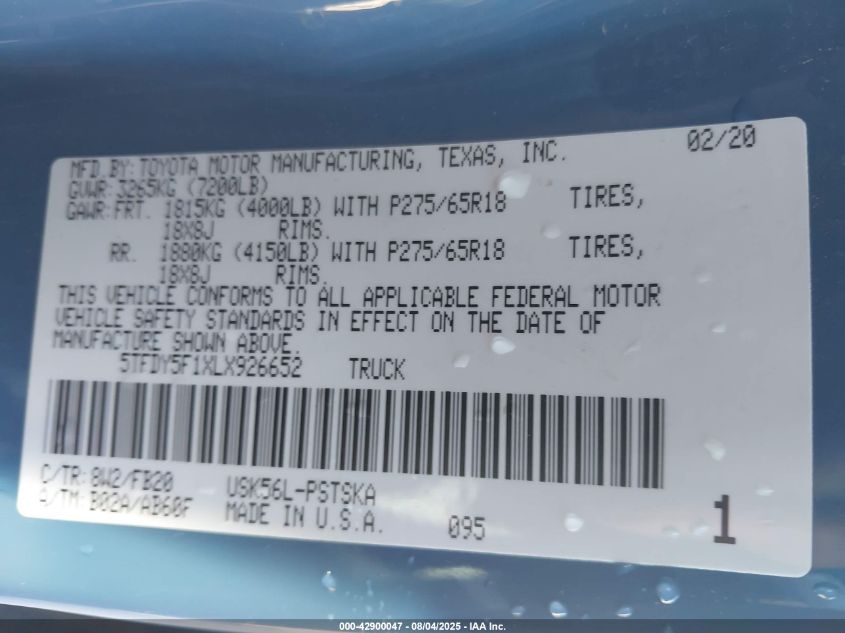 MFD.BY:TOYOTA MOTOR MANUFACTURING, TEXAS, INC. 02/20
GVWR:3265KG (7200LB)
GAWR:FRT. 1815KG (4000LB) WITH P275/65R18 TIRES,
18X8J RIMS.
RR. 1880KG (4150LB) WITH P275/65R18 TIRES,
18X8J RIMS.
THIS VEHICLE CONFORMS TO ALL APPLICABLE FEDERAL MOTOR
VEHICLE SAFETY STANDARDS IN EFFECT ON THE DATE OF
MANUFACTURE SHOWN ABOVE.
5TFDY5F1XLX926652 TRUCK
C/TR:8W2/FB20 USK56L-PSTSKA
A/TM:B02A/AB60F MADE IN U.S.A. 095 1
000-42900047 - 08/04/2025 - IAA Inc.